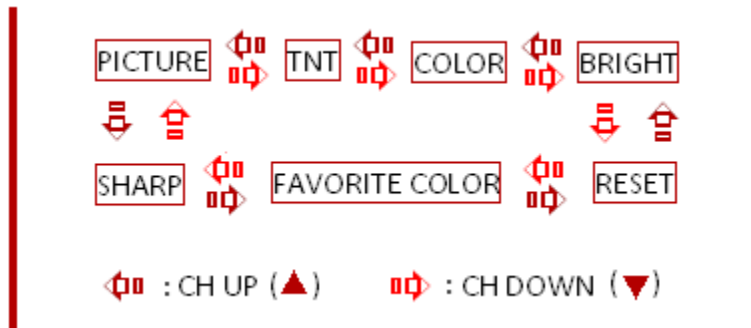 PICTURE TNT COLOR BRIGHT
SHARP FAVORITE COLOR RESET
: CH UP (▲) : CH DOWN (▼)